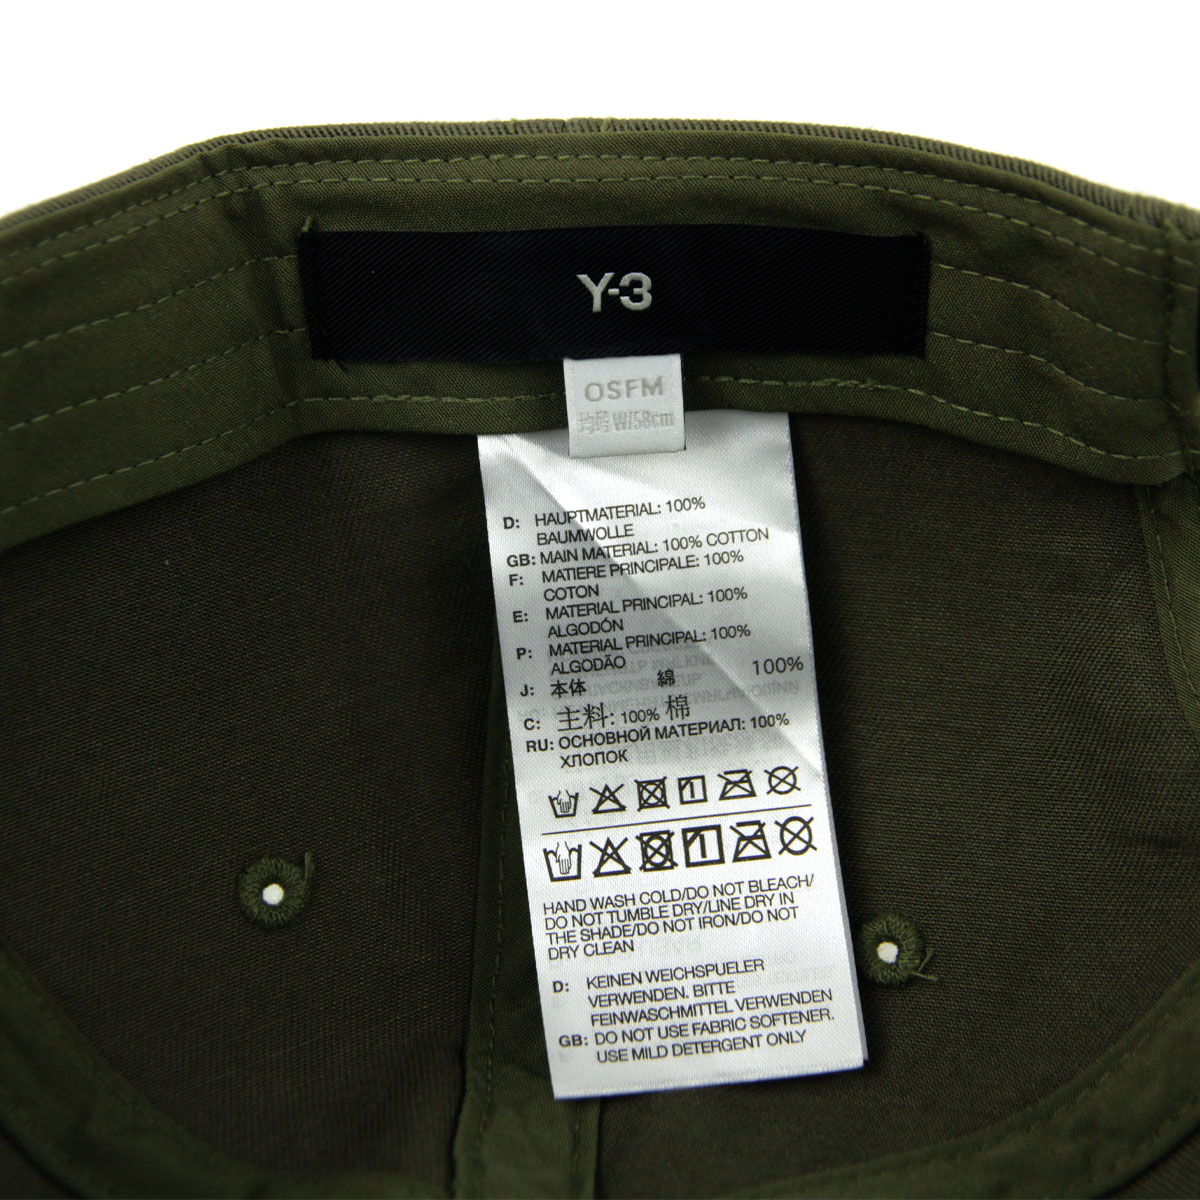 Y-3
OSFM
W/58cm
D: HAUPTMATERIAL: 100%
BAUMWOLLE
GB: MAIN MATERIAL: 100% COTTON
F: MATIERE PRINCIPALE: 100%
COTON
E: MATERIAL PRINCIPAL: 100%
ALGODÓN
P: MATERIAL PRINCIPAL: 100%
ALGODÃO
J: 本体 綿 100%
C: 主料: 100% 棉
RU: ОСНОВНОЙ МАТЕРИАЛ: 100%
ХЛОПОК
HAND WASH COLD/DO NOT BLEACH/
DO NOT TUMBLE DRY/LINE DRY IN
THE SHADE/DO NOT IRON/DO NOT
DRY CLEAN
D: KEINEN WEICHSPUELER
VERWENDEN. BITTE
FEINWASCHMITTEL VERWENDEN
GB: DO NOT USE FABRIC SOFTENER.
USE MILD DETERGENT ONLY